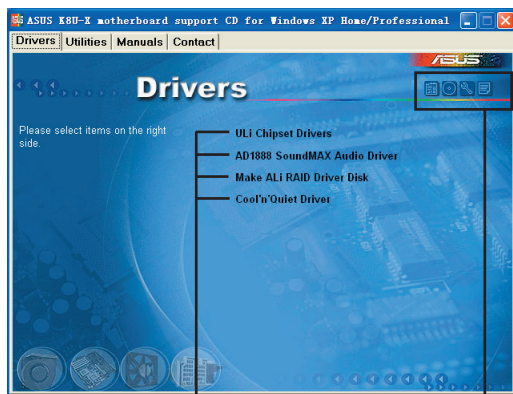 ASUS K8U-X motherboard support CD for Windows XP Home/Professional
Drivers Utilities Manuals Contact
ASUS
Drivers
Please select items on the right
side.
ULi Chipset Drivers
AD1888 SoundMAX Audio Driver
Make ALi RAID Driver Disk
Cool'n'Quiet Driver